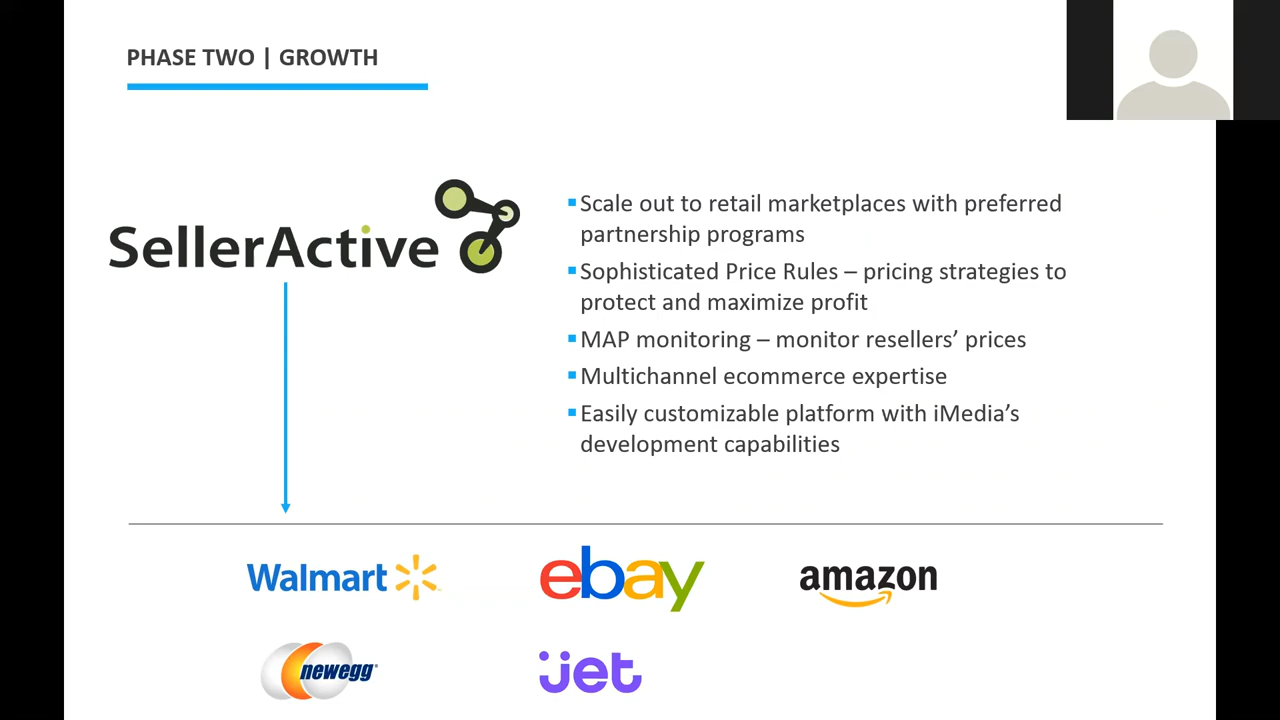 PHASE TWO | GROWTH
SellerActive
Scale out to retail marketplaces with preferred
partnership programs
Sophisticated Price Rules – pricing strategies to
protect and maximize profit
MAP monitoring – monitor resellers’ prices
Multichannel ecommerce expertise
Easily customizable platform with iMedia’s
development capabilities
Walmart
ebay
amazon
newegg
jet